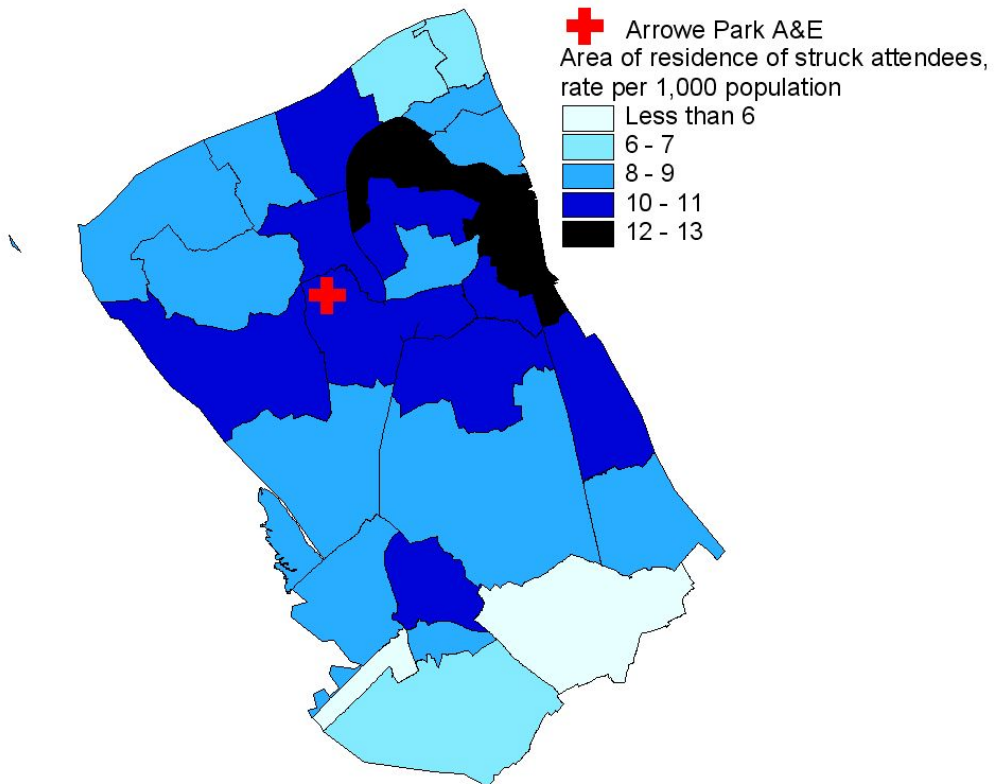 Arrowe Park A&E
Area of residence of struck attendees,
rate per 1,000 population
Less than 6
6 - 7
8 - 9
10 - 11
12 - 13